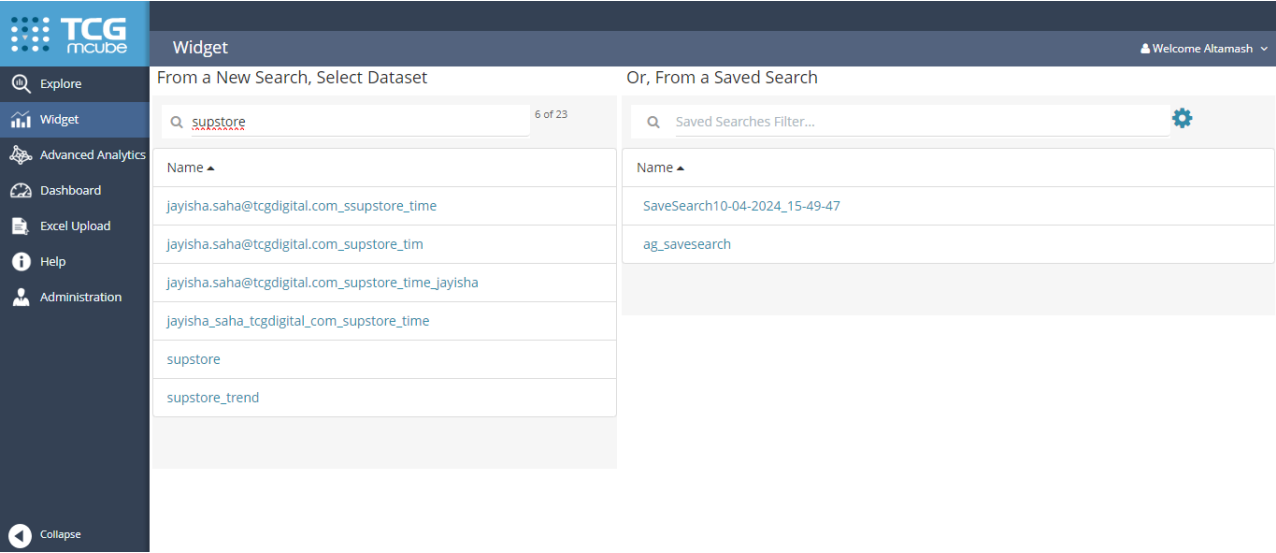 TCG
mcube
Widget
Welcome Altamash
Explore
Widget
Advanced Analytics
Dashboard
Excel Upload
Help
Administration
Collapse
From a New Search, Select Dataset
supstore
6 of 23
Name
jayisha.saha@tcgdigital.com_ssupstore_time
jayisha.saha@tcgdigital.com_supstore_tim
jayisha.saha@tcgdigital.com_supstore_time_jayisha
jayisha_saha_tcgdigital_com_supstore_time
supstore
supstore_trend
Or, From a Saved Search
Saved Searches Filter...
Name
SaveSearch10-04-2024_15-49-47
ag_savesearch